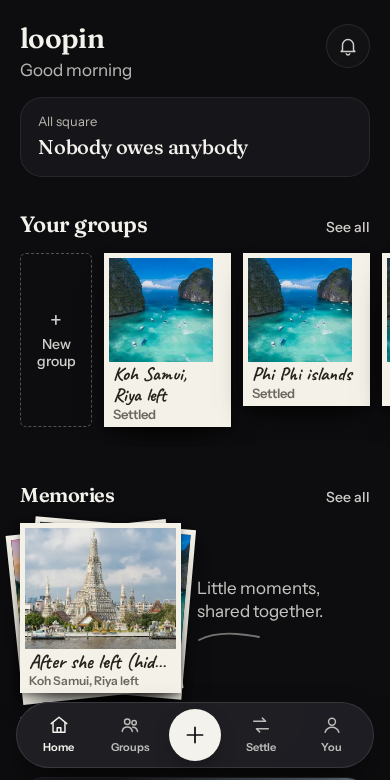 loopin
Good morning
All square
Nobody owes anybody
Your groups
See all
+
New
group
Koh Samui,
Riya left
Settled
Phi Phi islands
Settled
Memories
See all
After she left (hid...
Koh Samui, Riya left
Little moments,
shared together.
Home
Groups
+
Settle
You